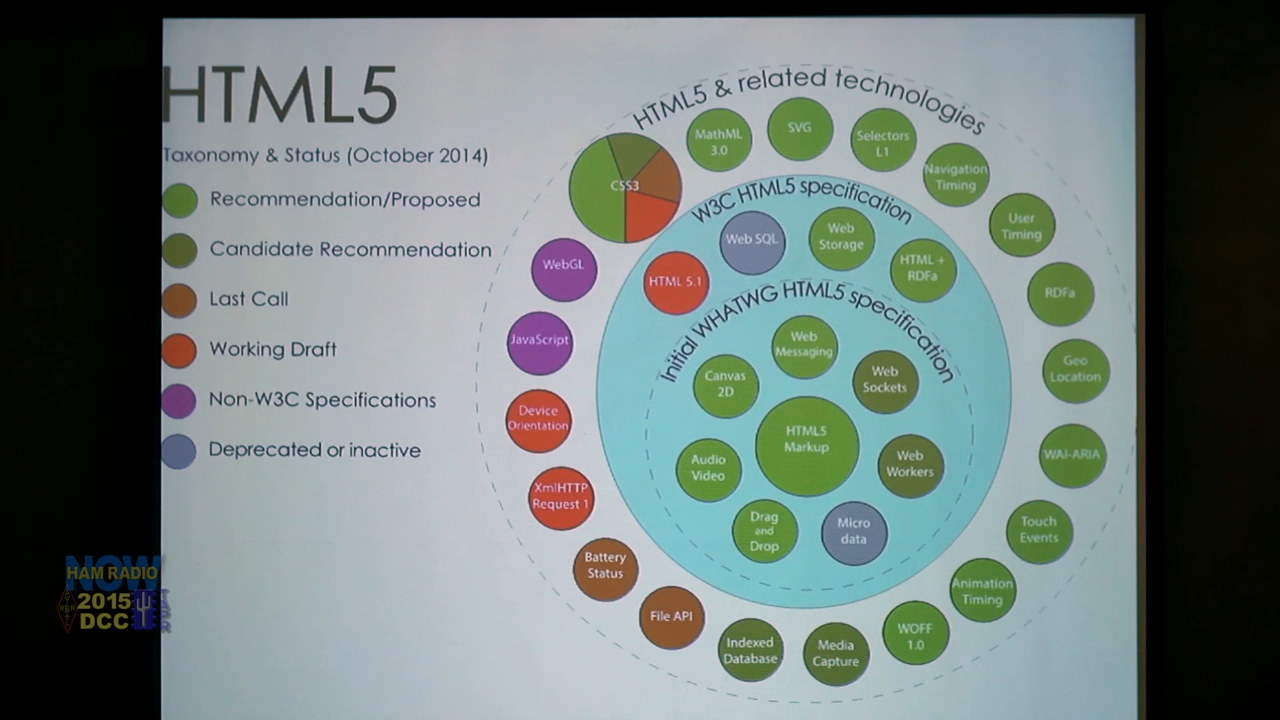 HTML5
Taxonomy & Status (October 2014)
Recommendation/Proposed
Candidate Recommendation
Last Call
Working Draft
Non-W3C Specifications
Deprecated or inactive
HTML5 & related technologies
CSS3
MathML
3.0
SVG
Selectors
L1
Navigation
Timing
User
Timing
RDFa
Geo
Location
WAI-ARIA
Touch
Events
Animation
Timing
WOFF
1.0
Media
Capture
Indexed
Database
File API
Battery
Status
XmlHTTP
Request 1
Device
Orientation
JavaScript
WebGL
W3C HTML5 specification
HTML 5.1
Web SQL
Web
Storage
HTML +
RDFa
Initial WHATWG HTML5 specification
Web
Messaging
Canvas
2D
Web
Sockets
HTML5
Markup
Audio
Video
Web
Workers
Drag
and
Drop
Micro
data
NOW
HAM RADIO
2015
DCC